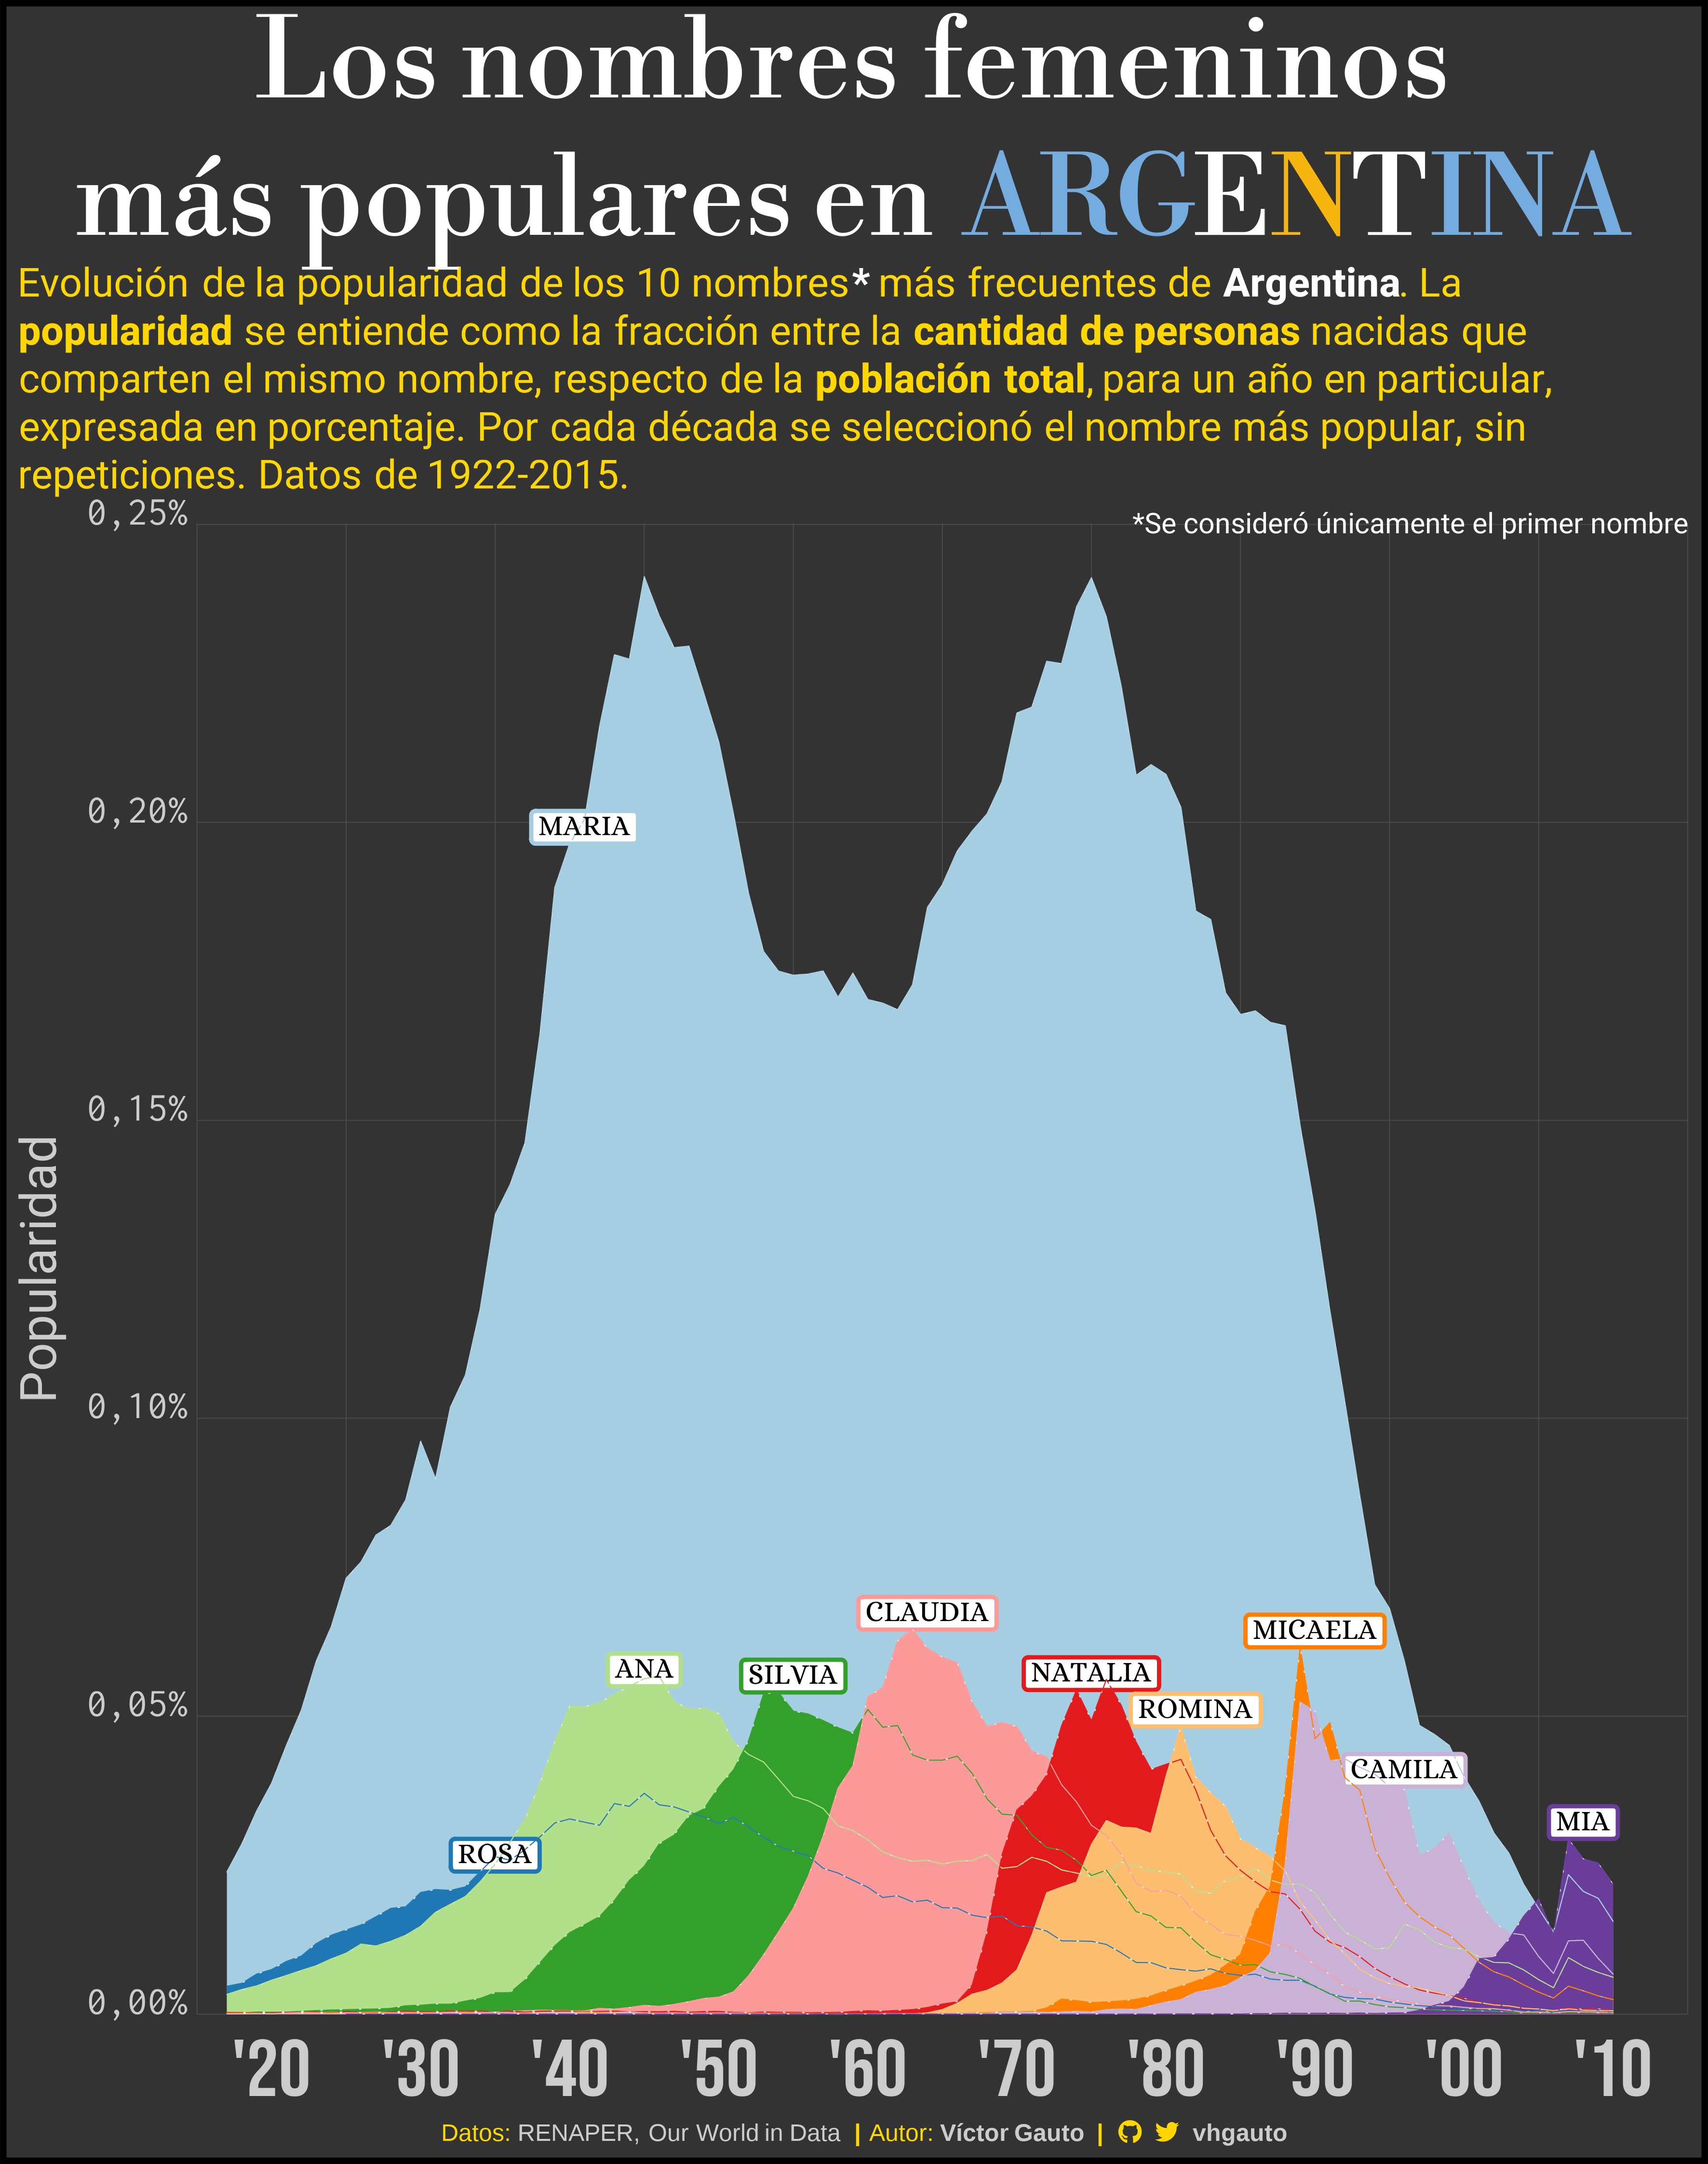 Los nombres femeninos
más populares en ARGENTINA
Evolución de la popularidad de los 10 nombres* más frecuentes de Argentina. La
popularidad se entiende como la fracción entre la cantidad de personas nacidas que
comparten el mismo nombre, respecto de la población total, para un año en particular,
expresada en porcentaje. Por cada década se seleccionó el nombre más popular, sin
repeticiones. Datos de 1922-2015.
*Se consideró únicamente el primer nombre
0,25%
0,20%
0,15%
0,10%
0,05%
0,00%
Popularidad
MARIA
CLAUDIA
MICAELA
ANA
SILVIA
NATALIA
ROMINA
CAMILA
MIA
ROSA
'20 '30 '40 '50 '60 '70 '80 '90 '00 '10
Datos: RENAPER, Our World in Data | Autor: Víctor Gauto | vhgauto